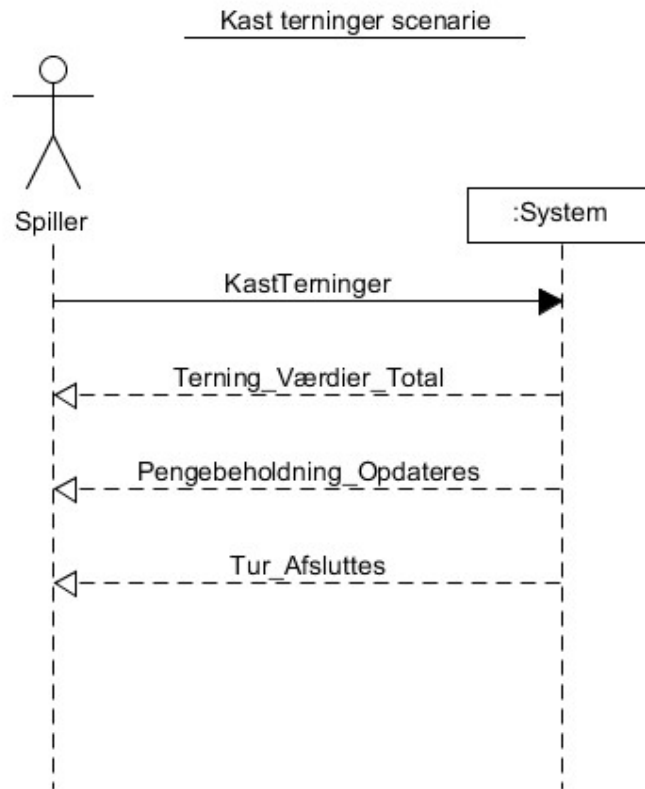 Kast terninger scenarie
Spiller
:System
KastTerninger
Terning_Værdier_Total
Pengebeholdning_Opdateres
Tur_Afsluttes